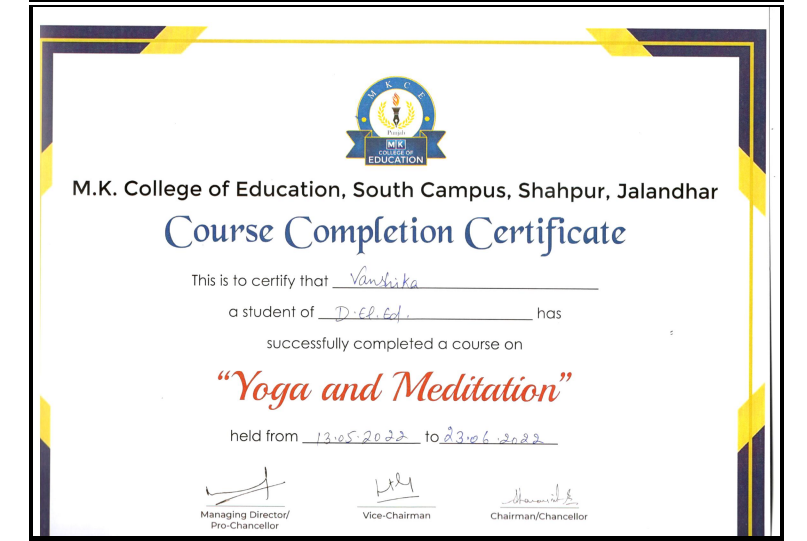 M K C E
Punjab
MK
COLLEGE OF
EDUCATION
M.K. College of Education, South Campus, Shahpur, Jalandhar
Course Completion Certificate
This is to certify that Vanshika
a student of D.El.Ed. has
successfully completed a course on
“Yoga and Meditation”
held from 13.05.2022 to 23.06.2022
Managing Director/ Vice-Chairman Chairman/Chancellor
Pro-Chancellor